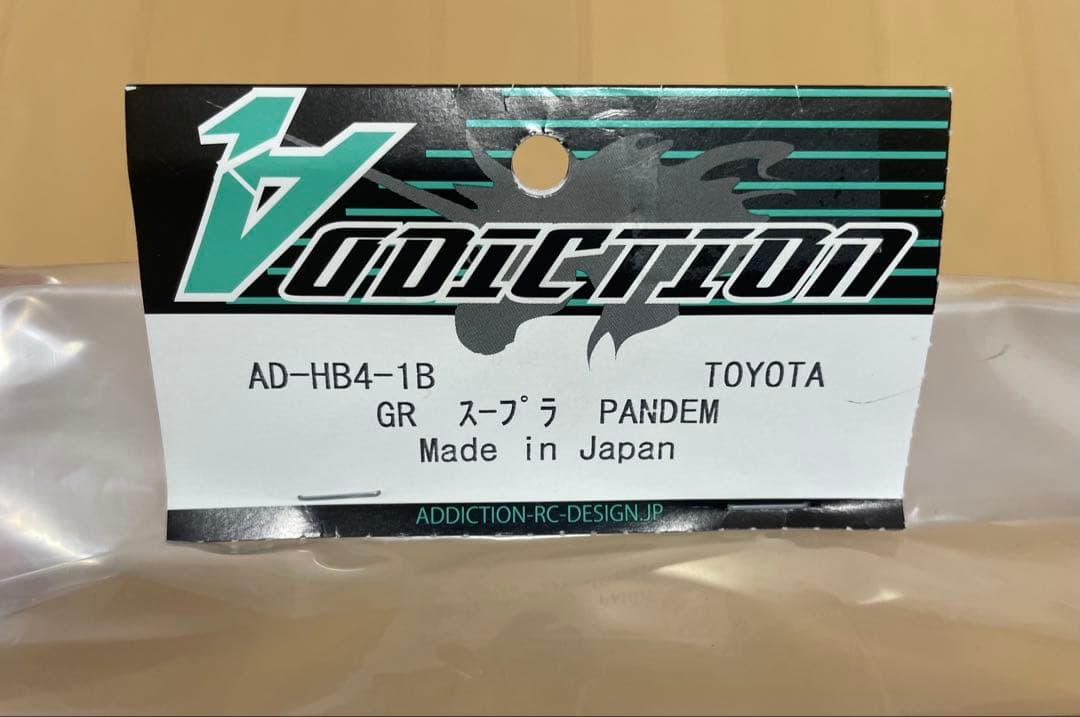 ADDICTION
AD-HB4-1B TOYOTA
GR ｽｰﾌﾟﾗ PANDEM
Made in Japan
ADDICTION-RC-DESIGN.JP